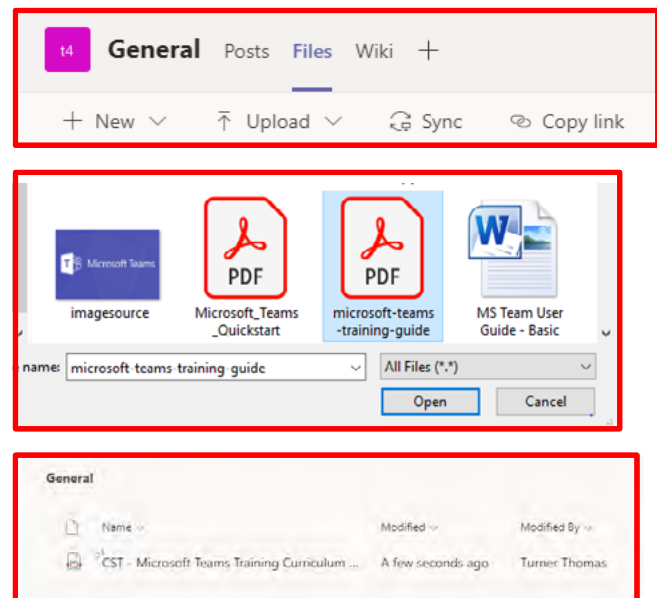 t4 General Posts Files Wiki +
+ New Upload Sync Copy link
Microsoft Teams
PDF PDF W
imagesource Microsoft_Teams microsoft-teams MS Team User
_Quickstart -training-guide Guide - Basic
name: microsoft-teams-training-guide All Files (*.*)
Open Cancel
General
Name Modified Modified By
CST - Microsoft Teams Training Curriculum ... A few seconds ago Turner Thomas